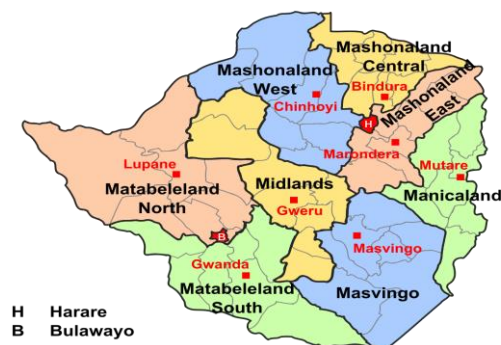 Mashonaland
Central
Bindura
Mashonaland
West
Chinhoyi
Mashonaland
East
H
Marondera
Mutare
Manicaland
Lupane
Matabeleland
North
Midlands
Gweru
B
Masvingo
Gwanda
Matabeleland
South
Masvingo
H Harare
B Bulawayo